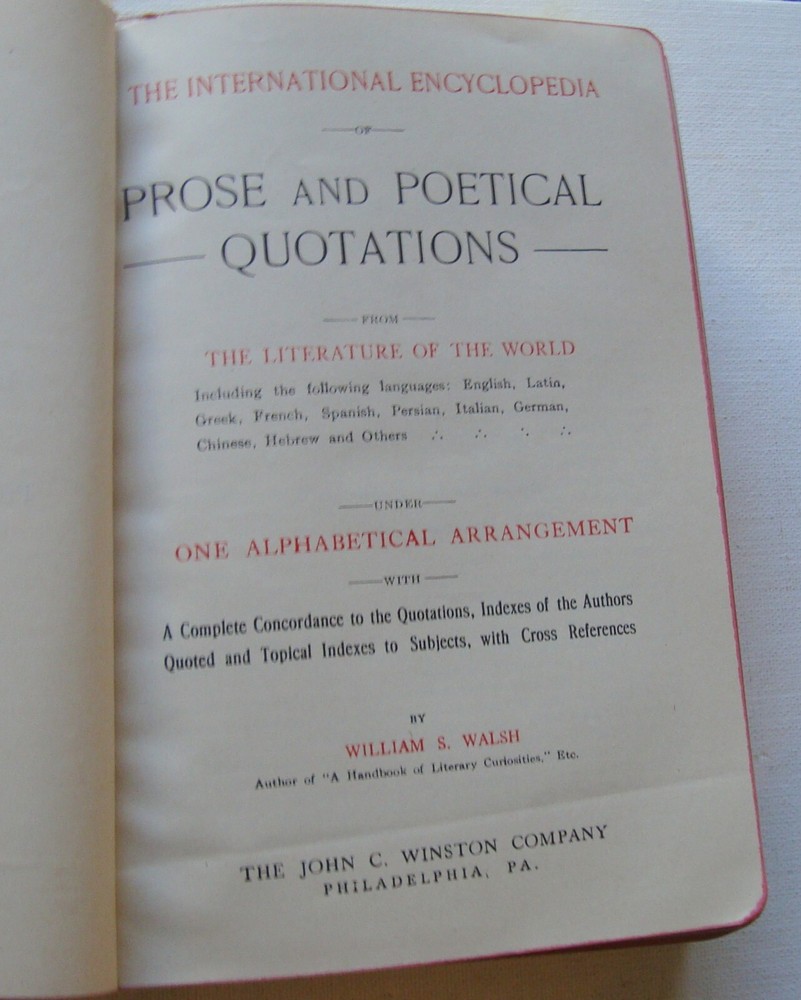 THE INTERNATIONAL ENCYCLOPEDIA
OF
PROSE AND POETICAL
QUOTATIONS
FROM
THE LITERATURE OF THE WORLD
Including the following languages: English, Latin,
Greek, French, Spanish, Persian, Italian, German,
Chinese, Hebrew and Others
UNDER
ONE ALPHABETICAL ARRANGEMENT
WITH
A Complete Concordance to the Quotations, Indexes of the Authors
Quoted and Topical Indexes to Subjects, with Cross References
BY
WILLIAM S. WALSH
Author of "A Handbook of Literary Curiosities," Etc.
THE JOHN C. WINSTON COMPANY
PHILADELPHIA, PA.